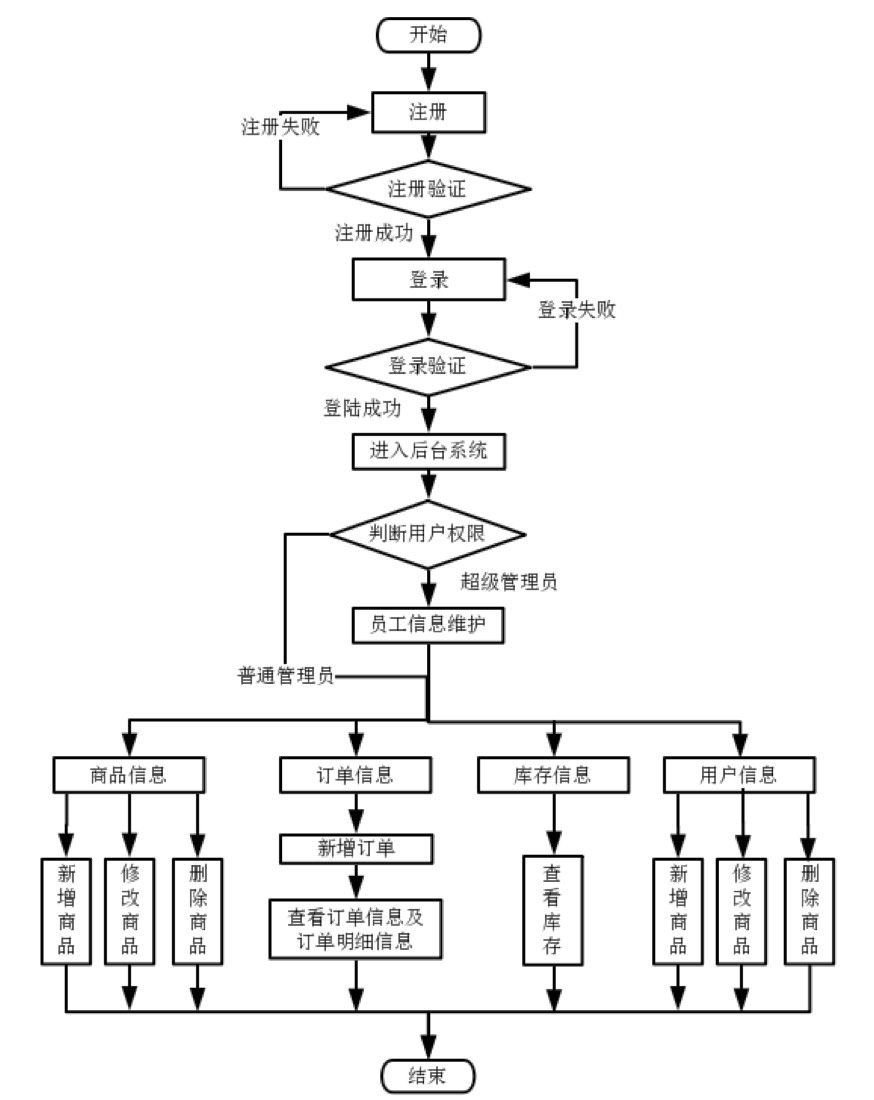 开始
注册
注册失败
注册验证
注册成功
登录
登录失败
登录验证
登陆成功
进入后台系统
判断用户权限
超级管理员
员工信息维护
普通管理员
商品信息
订单信息
库存信息
用户信息
新增订单
新增商品
修改商品
删除商品
查看订单信息及
订单明细信息
查看库存
新增商品
修改商品
删除商品
结束